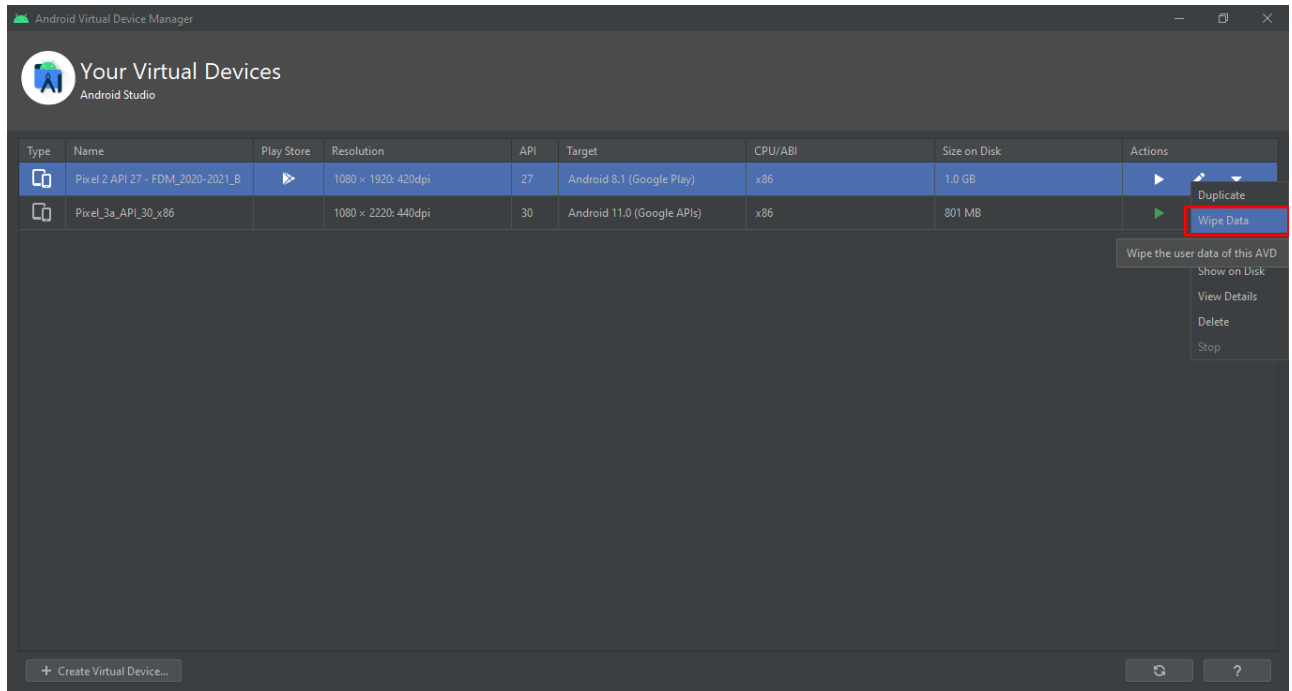 Android Virtual Device Manager
Your Virtual Devices
Android Studio
Type Name Play Store Resolution API Target CPU/ABI Size on Disk Actions
Pixel 2 API 27 - FDM_2020-2021_B 1080 × 1920: 420dpi 27 Android 8.1 (Google Play) x86 1.0 GB
Duplicate
Pixel_3a_API_30_x86 1080 × 2220: 440dpi 30 Android 11.0 (Google APIs) x86 801 MB
Wipe Data
Wipe the user data of this AVD
Show on Disk
View Details
Delete
Stop
+ Create Virtual Device...
?